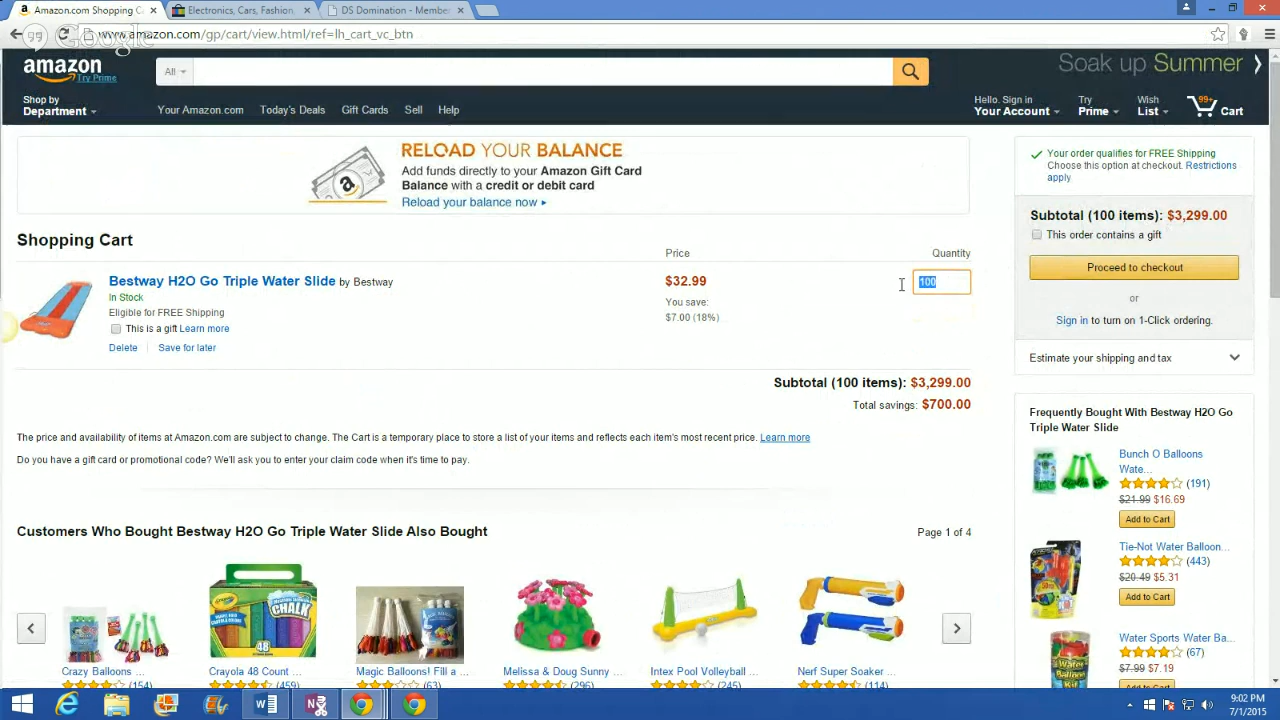 Amazon.com Shopping C
Electronics, Cars, Fashion,
DS Domination - Member
Google
www.amazon.com/gp/cart/view.html/ref=lh_cart_vc_btn
amazon
Try Prime
All
Soak up Summer
Shop by
Department
Your Amazon.com
Today's Deals
Gift Cards
Sell
Help
Hello. Sign in
Your Account
Try
Prime
Wish
List
99+
Cart
RELOAD YOUR BALANCE
Add funds directly to your Amazon Gift Card
Balance with a credit or debit card
Reload your balance now
Your order qualifies for FREE Shipping
Choose this option at checkout. Restrictions
apply
Subtotal (100 items): $3,299.00
This order contains a gift
Proceed to checkout
or
Sign in to turn on 1-Click ordering.
Estimate your shipping and tax
Shopping Cart
Price
Quantity
Bestway H2O Go Triple Water Slide by Bestway
$32.99
100
In Stock
You save:
Eligible for FREE Shipping
$7.00 (18%)
This is a gift Learn more
Delete
Save for later
Subtotal (100 items): $3,299.00
Total savings: $700.00
The price and availability of items at Amazon.com are subject to change. The Cart is a temporary place to store a list of your items and reflects each item's most recent price. Learn more
Do you have a gift card or promotional code? We'll ask you to enter your claim code when it's time to pay.
Frequently Bought With Bestway H2O Go
Triple Water Slide
Bunch O Balloons
Wate...
(191)
$21.99 $16.69
Add to Cart
Tie-Not Water Balloon...
(443)
$20.49 $5.31
Add to Cart
Water Sports Water Ba...
(67)
$7.99 $7.19
Customers Who Bought Bestway H2O Go Triple Water Slide Also Bought
Page 1 of 4
Crazy Balloons ...
(154)
Crayola 48 Count ...
(459)
Magic Balloons! Fill a ...
(63)
Melissa & Doug Sunny ...
(296)
Intex Pool Volleyball ...
(245)
Nerf Super Soaker ...
(114)
9:02 PM
7/1/2015